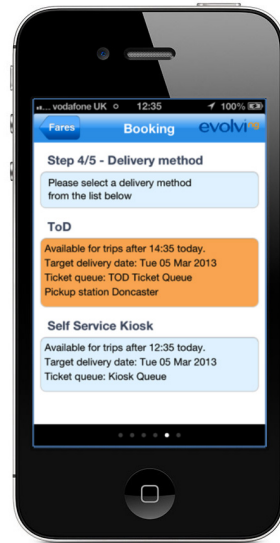 vodafone UK
12:35
100%
Fares
Booking
evolvi
Step 4/5 - Delivery method
Please select a delivery method
from the list below
ToD
Available for trips after 14:35 today.
Target delivery date: Tue 05 Mar 2013
Ticket queue: TOD Ticket Queue
Pickup station Doncaster
Self Service Kiosk
Available for trips after 12:35 today.
Target delivery date: Tue 05 Mar 2013
Ticket queue: Kiosk Queue